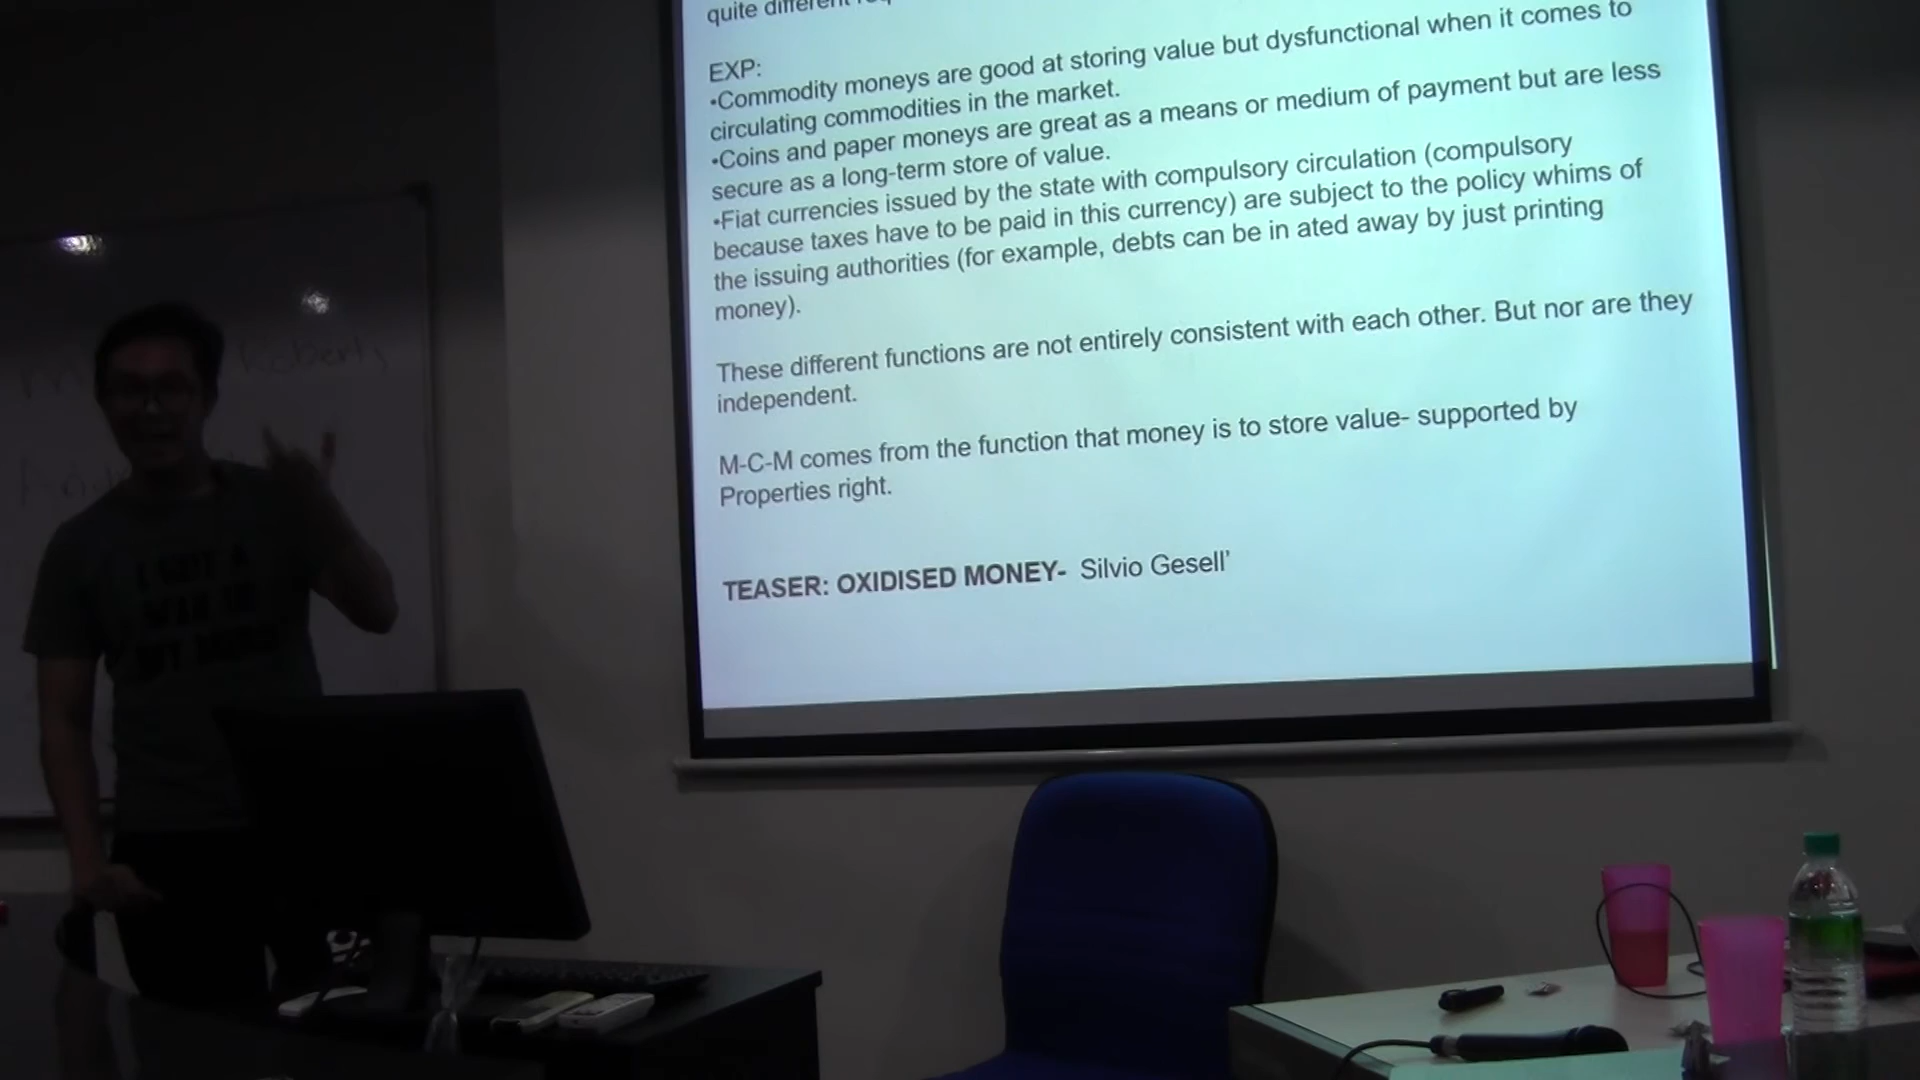 quite different
EXP:
•Commodity moneys are good at storing value but dysfunctional when it comes to
circulating commodities in the market.
•Coins and paper moneys are great as a means or medium of payment but are less
secure as a long-term store of value.
•Fiat currencies issued by the state with compulsory circulation (compulsory
because taxes have to be paid in this currency) are subject to the policy whims of
the issuing authorities (for example, debts can be in ated away by just printing
money).
These different functions are not entirely consistent with each other. But nor are they
independent.
M-C-M comes from the function that money is to store value- supported by
Properties right.
TEASER: OXIDISED MONEY- Silvio Gesell’